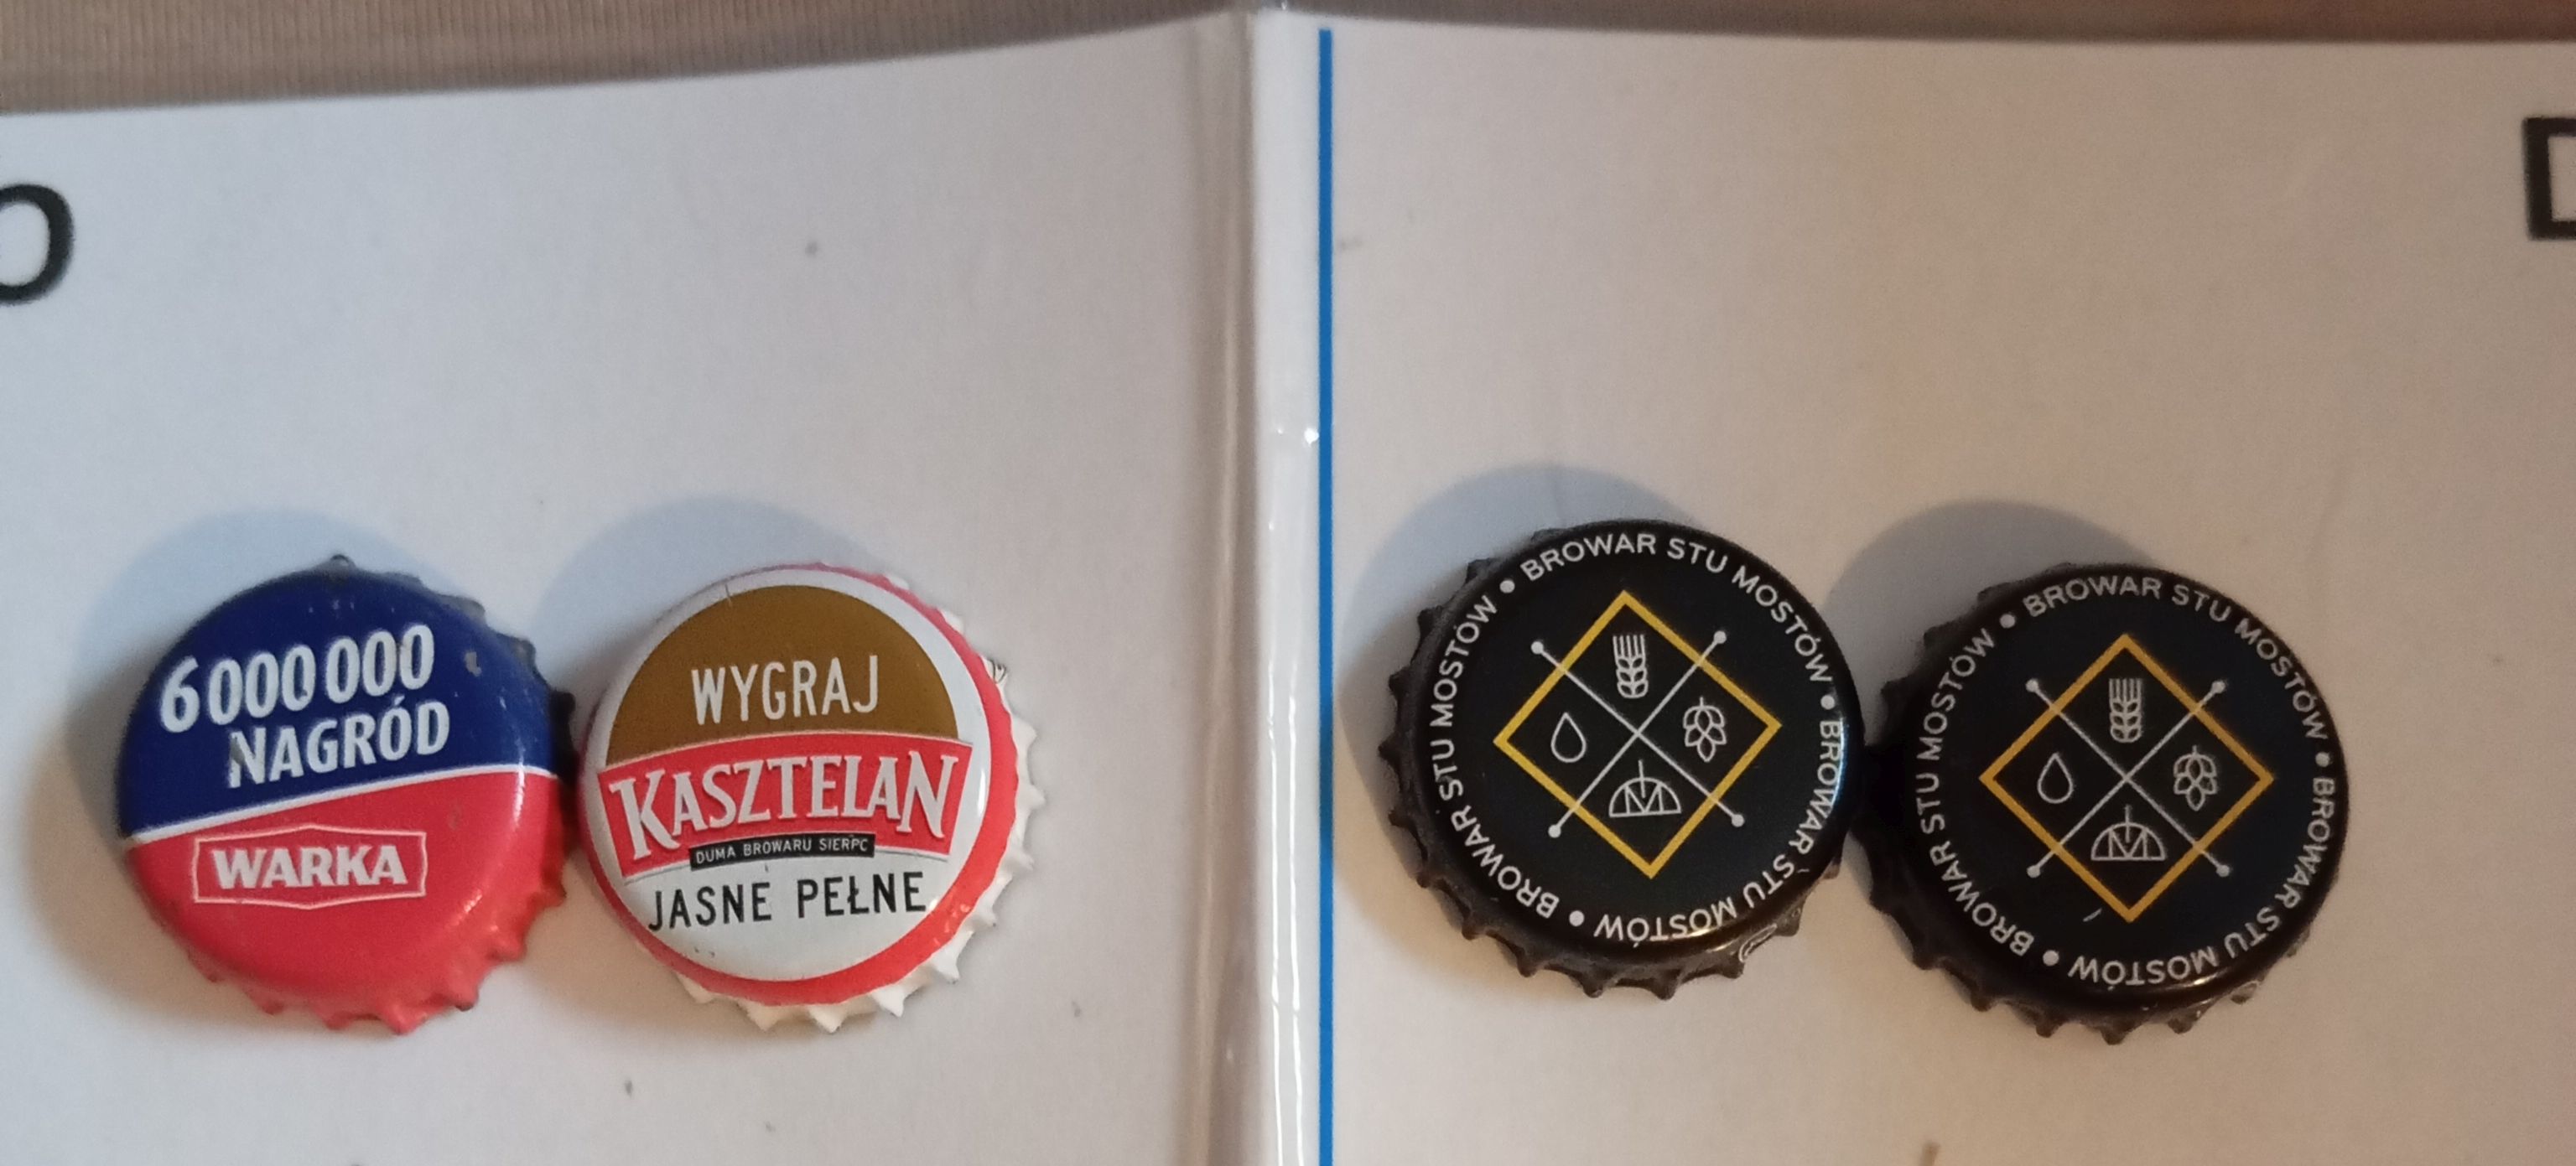 6 000 000
NAGRÓD
WARKA
WYGRAJ
KASZTELAN
DUMA BROWARU SIERPC
JASNE PEŁNE
BROWAR STU MOSTÓW • BROWAR STU MOSTÓW • BROWAR STU MOSTÓW •
BROWAR STU MOSTÓW • BROWAR STU MOSTÓW • BROWAR STU MOSTÓW •